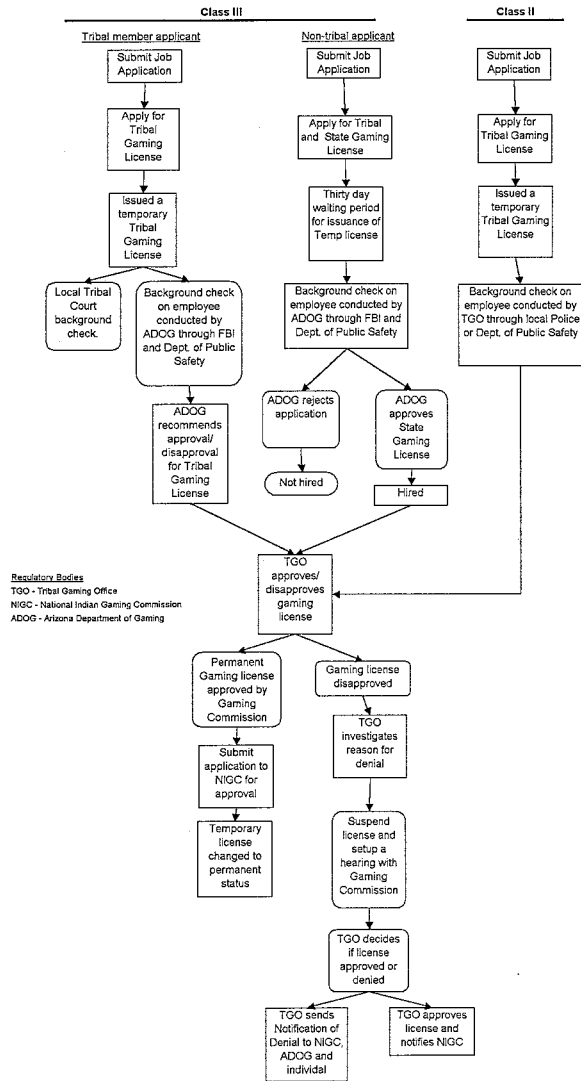 Class III
Class II
Tribal member applicant
Non-tribal applicant
Submit Job
Application
Submit Job
Application
Submit Job
Application
Apply for
Tribal
Gaming
License
Apply for Tribal
and State Gaming
License
Apply for
Tribal Gaming
License
Issued a
temporary
Tribal
Gaming
License
Thirty day
waiting period
for issuance of
Temp license
Issued a
temporary Tribal
Gaming License
Local Tribal
Court
background
check.
Background check
on employee
conducted by
ADOG through FBI
and Dept. of Public
Safety
Background check on
employee conducted by
ADOG through FBI and
Dept. of Public Safety
Background check on
employee conducted by
TGO through local Police
or Dept. of Public Safety
ADOG
recommends
approval/
disapproval
for Tribal
Gaming
License
ADOG rejects
application
ADOG
approves
State
Gaming
License
Not hired
Hired
Regulatory Bodies
TGO - Tribal Gaming Office
NIGC - National Indian Gaming Commission
ADOG - Arizona Department of Gaming
TGO
approves/
disapproves
gaming
license
Permanent
Gaming license
approved by
Gaming
Commission
Gaming license
disapproved
Submit
application to
NIGC for
approval
TGO
investigates
reason for
denial
Temporary
license
changed to
permanent
status
Suspend
license and
setup a
hearing with
Gaming
Commission
TGO decides
if license
approved or
denied
TGO sends
Notification of
Denial to NIGC,
ADOG and
individal
TGO approves
license and
notifies NIGC